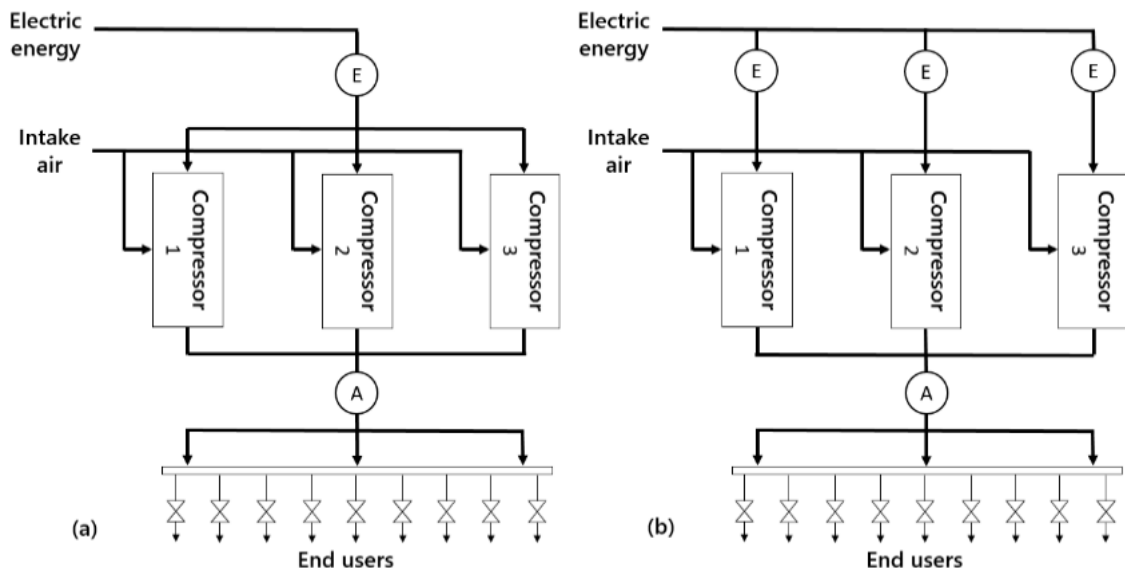 Electric
energy
E
Intake
air
Compressor
1
Compressor
2
Compressor
3
A
(a)
End users
Electric
energy
E
E
E
Intake
air
Compressor
1
Compressor
2
Compressor
3
A
(b)
End users